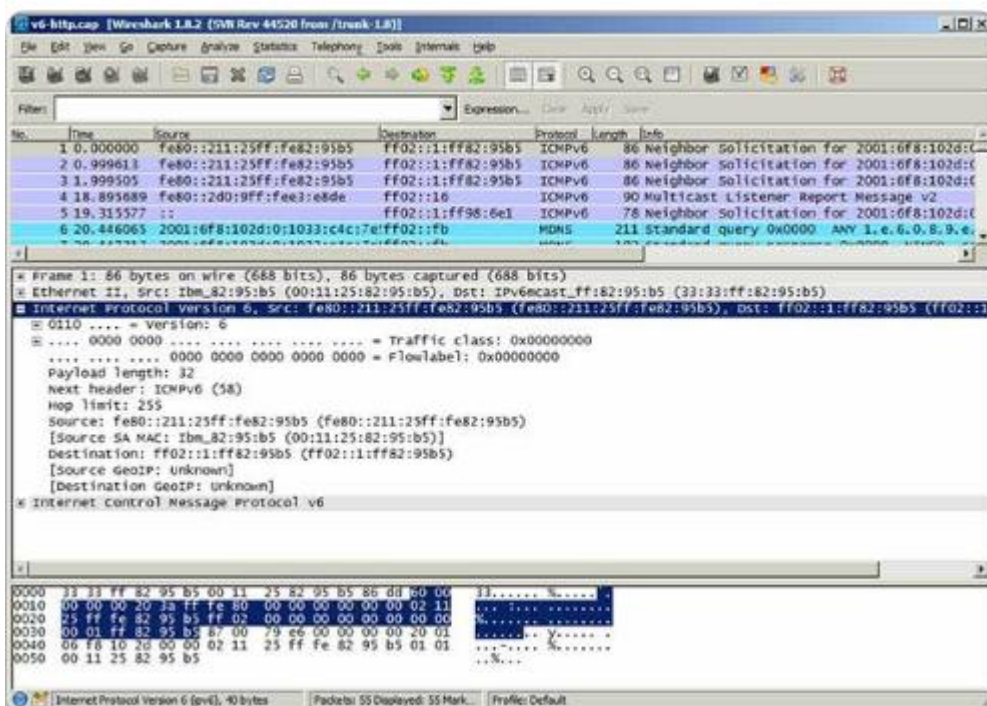 v6-http.cap [Wireshark 1.8.2 (SVN Rev 44520 from /trunk-1.8)]
File Edit View Go Capture Analyze Statistics Telephony Tools Internals Help
Filter: Expression... Clear Apply Save
No. Time Source Destination Protocol Length Info
1 0.000000 fe80::211:25ff:fe82:95b5 ff02::1:ff82:95b5 ICMPv6 86 Neighbor Solicitation for 2001:6f8:102d:
2 0.999613 fe80::211:25ff:fe82:95b5 ff02::1:ff82:95b5 ICMPv6 86 Neighbor Solicitation for 2001:6f8:102d:
3 1.999505 fe80::211:25ff:fe82:95b5 ff02::1:ff82:95b5 ICMPv6 86 Neighbor Solicitation for 2001:6f8:102d:
4 18.895689 fe80::2d0:9ff:fee3:e8de ff02::16 ICMPv6 90 Multicast Listener Report Message v2
5 19.315577 :: ff02::1:ff98:6e1 ICMPv6 78 Neighbor Solicitation for 2001:6f8:102d:
6 20.446065 2001:6f8:102d:0:1033:c4c:7e ff02::fb MDNS 211 Standard query 0x0000 ANY 1.e.6.0.8.9.e.
Frame 1: 86 bytes on wire (688 bits), 86 bytes captured (688 bits)
Ethernet II, Src: Ibm_82:95:b5 (00:11:25:82:95:b5), Dst: IPv6mcast_ff:82:95:b5 (33:33:ff:82:95:b5)
Internet Protocol Version 6, Src: fe80::211:25ff:fe82:95b5 (fe80::211:25ff:fe82:95b5), Dst: ff02::1:ff82:95b5 (ff02::1
0110 .... = Version: 6
.... 0000 0000 .... .... .... .... .... = Traffic class: 0x00000000
.... .... .... 0000 0000 0000 0000 0000 = Flowlabel: 0x00000000
Payload length: 32
Next header: ICMPv6 (58)
Hop limit: 255
Source: fe80::211:25ff:fe82:95b5 (fe80::211:25ff:fe82:95b5)
[Source SA MAC: Ibm_82:95:b5 (00:11:25:82:95:b5)]
Destination: ff02::1:ff82:95b5 (ff02::1:ff82:95b5)
[Source GeoIP: Unknown]
[Destination GeoIP: Unknown]
Internet Control Message Protocol v6
0000 33 33 ff 82 95 b5 00 11 25 82 95 b5 86 dd 60 00 33...... %.....`.
0010 00 00 00 20 3a ff fe 80 00 00 00 00 00 00 02 11 ... :... ........
0020 25 ff fe 82 95 b5 ff 02 00 00 00 00 00 00 00 00 %....... ........
0030 00 01 ff 82 95 b5 87 00 79 e6 00 00 00 00 20 01 ........ y..... .
0040 06 f8 10 2d 00 00 02 11 25 ff fe 82 95 b5 01 01 ...-.... %.......
0050 00 11 25 82 95 b5 ..%...
Internet Protocol Version 6 (ipv6), 40 bytes Packets: 55 Displayed: 55 Mark... Profile: Default